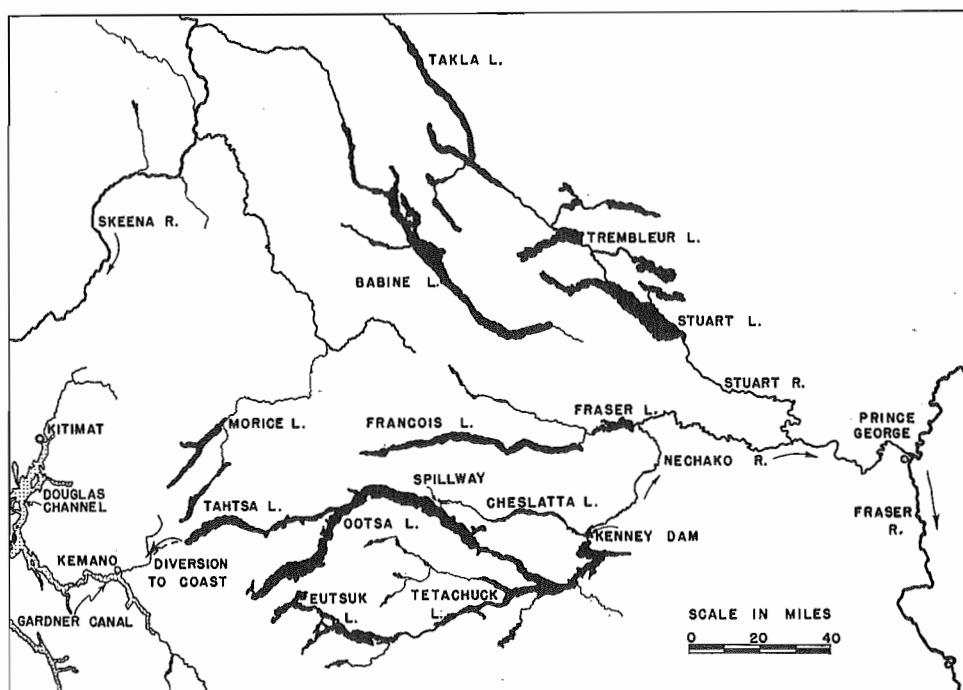 TAKLA L.
SKEENA R.
TREMBLEUR L.
BABINE L.
STUART L.
STUART R.
PRINCE
GEORGE
FRASER L.
MORICE L.
FRANCOIS L.
KITIMAT
NECHAKO R.
SPILLWAY
DOUGLAS
CHANNEL
TAHTSA L.
CHESLATTA L.
OOTSA L.
FRASER
R.
KENNEY DAM
KEMANO
DIVERSION
TO COAST
EUTSUK
L.
TETACHUCK
L.
GARDNER CANAL
SCALE IN MILES
0 20 40